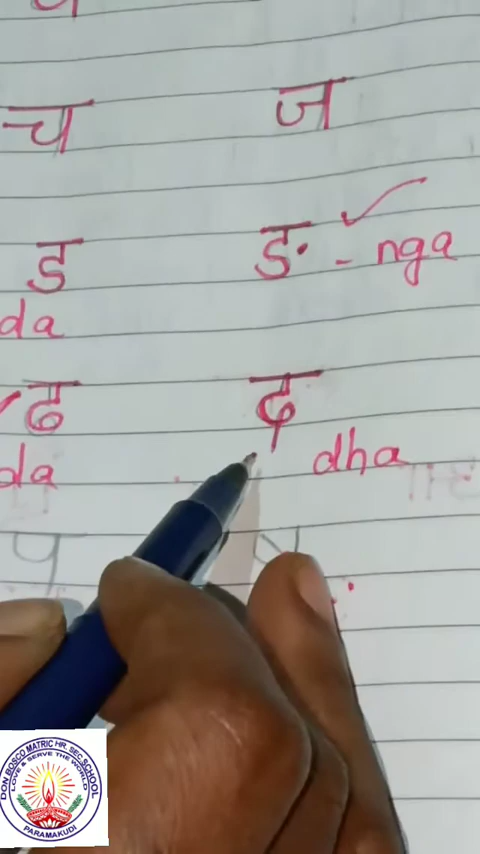 च ज
ड ङ - nga
da
ढ द
da dha
DON BOSCO MATRIC HR. SEC SCHOOL
LOVE & SERVE THE WORLD
PARAMAKUDI